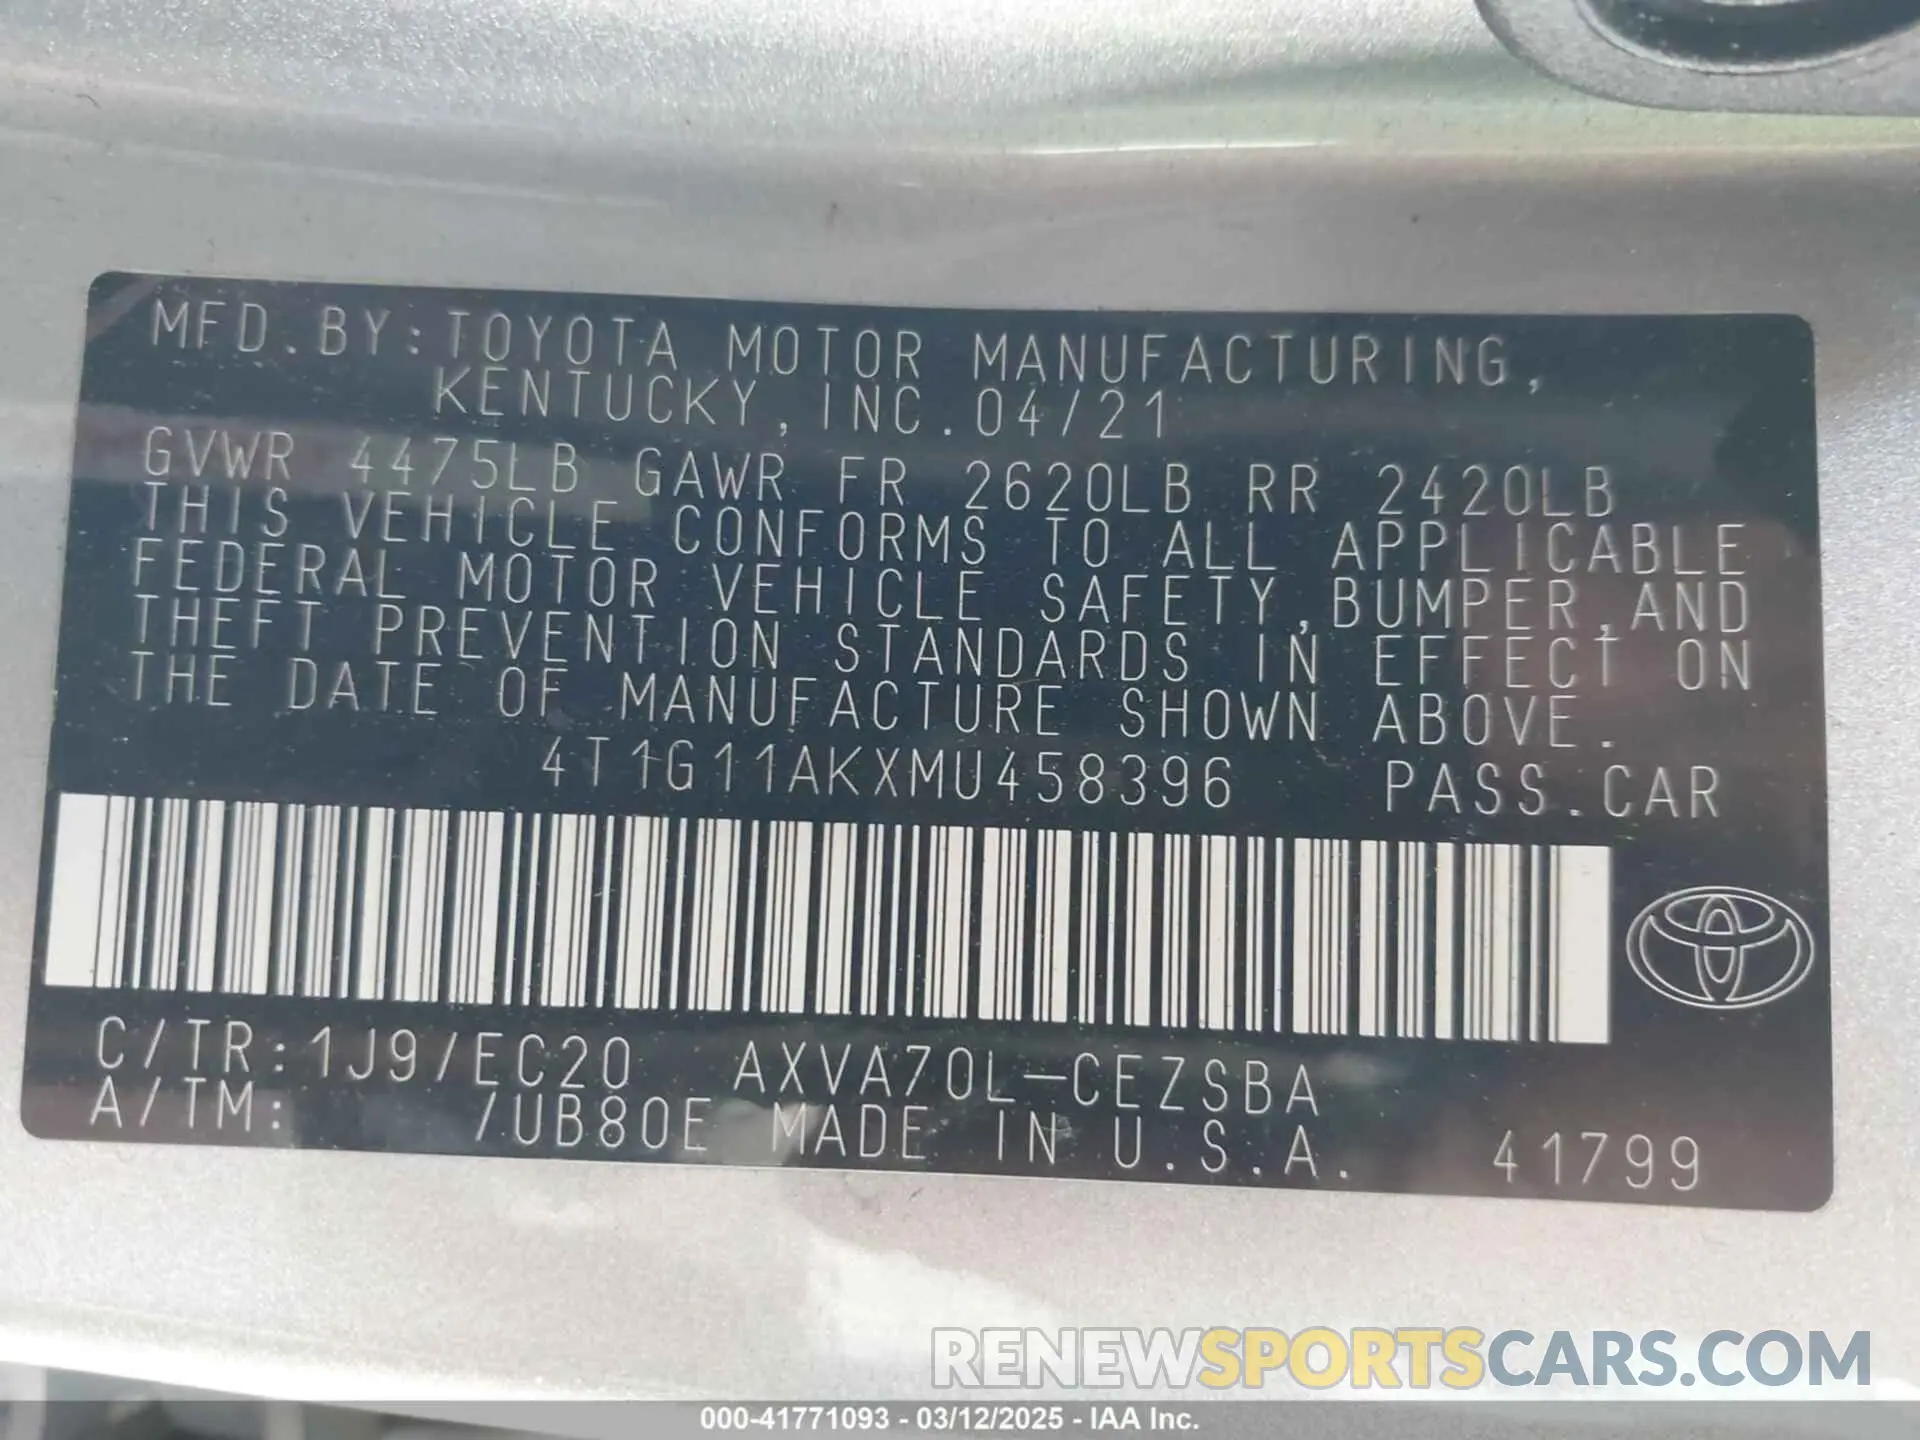 MFD. BY: TOYOTA MOTOR MANUFACTURING,
KENTUCKY, INC. 04/21
GVWR 4475LB GAWR FR 2620LB RR 2420LB
THIS VEHICLE CONFORMS TO ALL APPLICABLE
FEDERAL MOTOR VEHICLE SAFETY, BUMPER, AND
THEFT PREVENTION STANDARDS IN EFFECT ON
THE DATE OF MANUFACTURE SHOWN ABOVE.
4T1G11AKXMU458396 PASS. CAR
C/TR: 1J9/EC20 AXVA70L-CEZSBA
A/TM: /UB80E MADE IN U.S.A. 41799
RENEWSPORTSCARS.COM
000-41771093 - 03/12/2025 - IAA Inc.